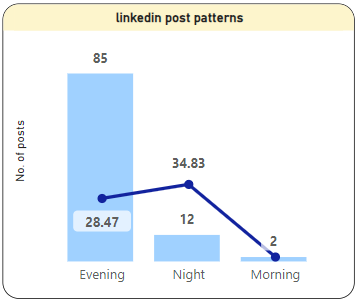 linkedin post patterns
85
34.83
28.47
12
2
No. of posts
Evening Night Morning